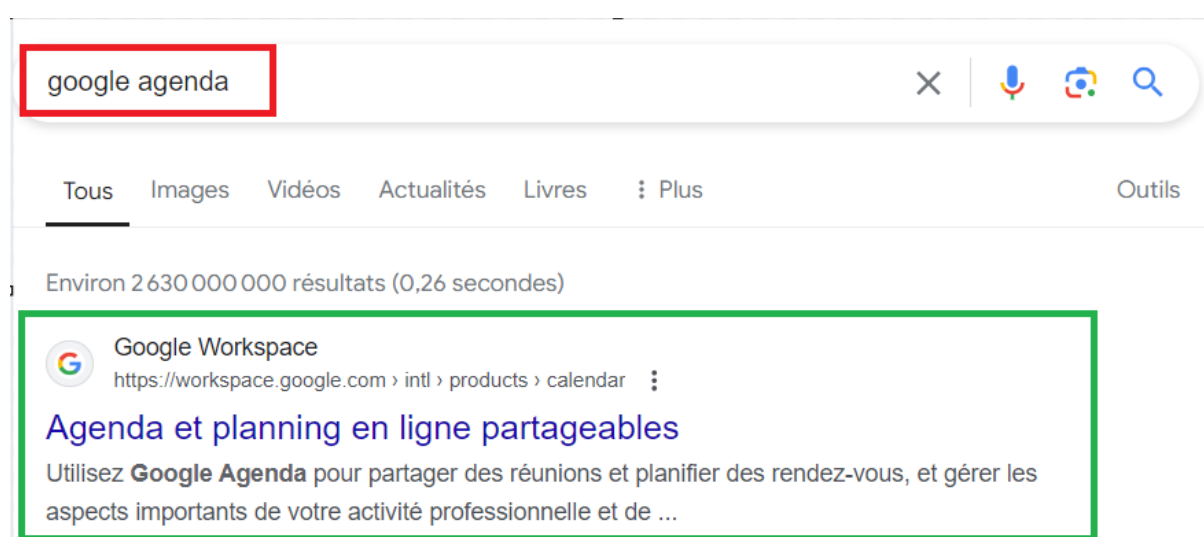 google agenda
Tous Images Vidéos Actualités Livres Plus Outils
Environ 2 630 000 000 résultats (0,26 secondes)
Google Workspace
https://workspace.google.com › intl › products › calendar
Agenda et planning en ligne partageables
Utilisez Google Agenda pour partager des réunions et planifier des rendez-vous, et gérer les
aspects importants de votre activité professionnelle et de ...